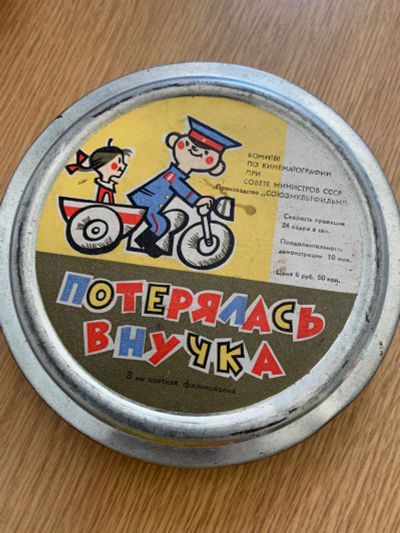 КОМИТЕТ
ПО КИНЕМАТОГРАФИИ
ПРИ
СОВЕТЕ МИНИСТРОВ СССР
Производство „СОЮЗМУЛЬТФИЛЬМ"
Скорость проекции
24 кадра в сек.
Продолжительность
демонстрации 10 мин.
Цена 6 руб. 50 коп.
ПОТЕРЯЛАСЬ
ВНУЧКА
8 мм цветная фильмокопия